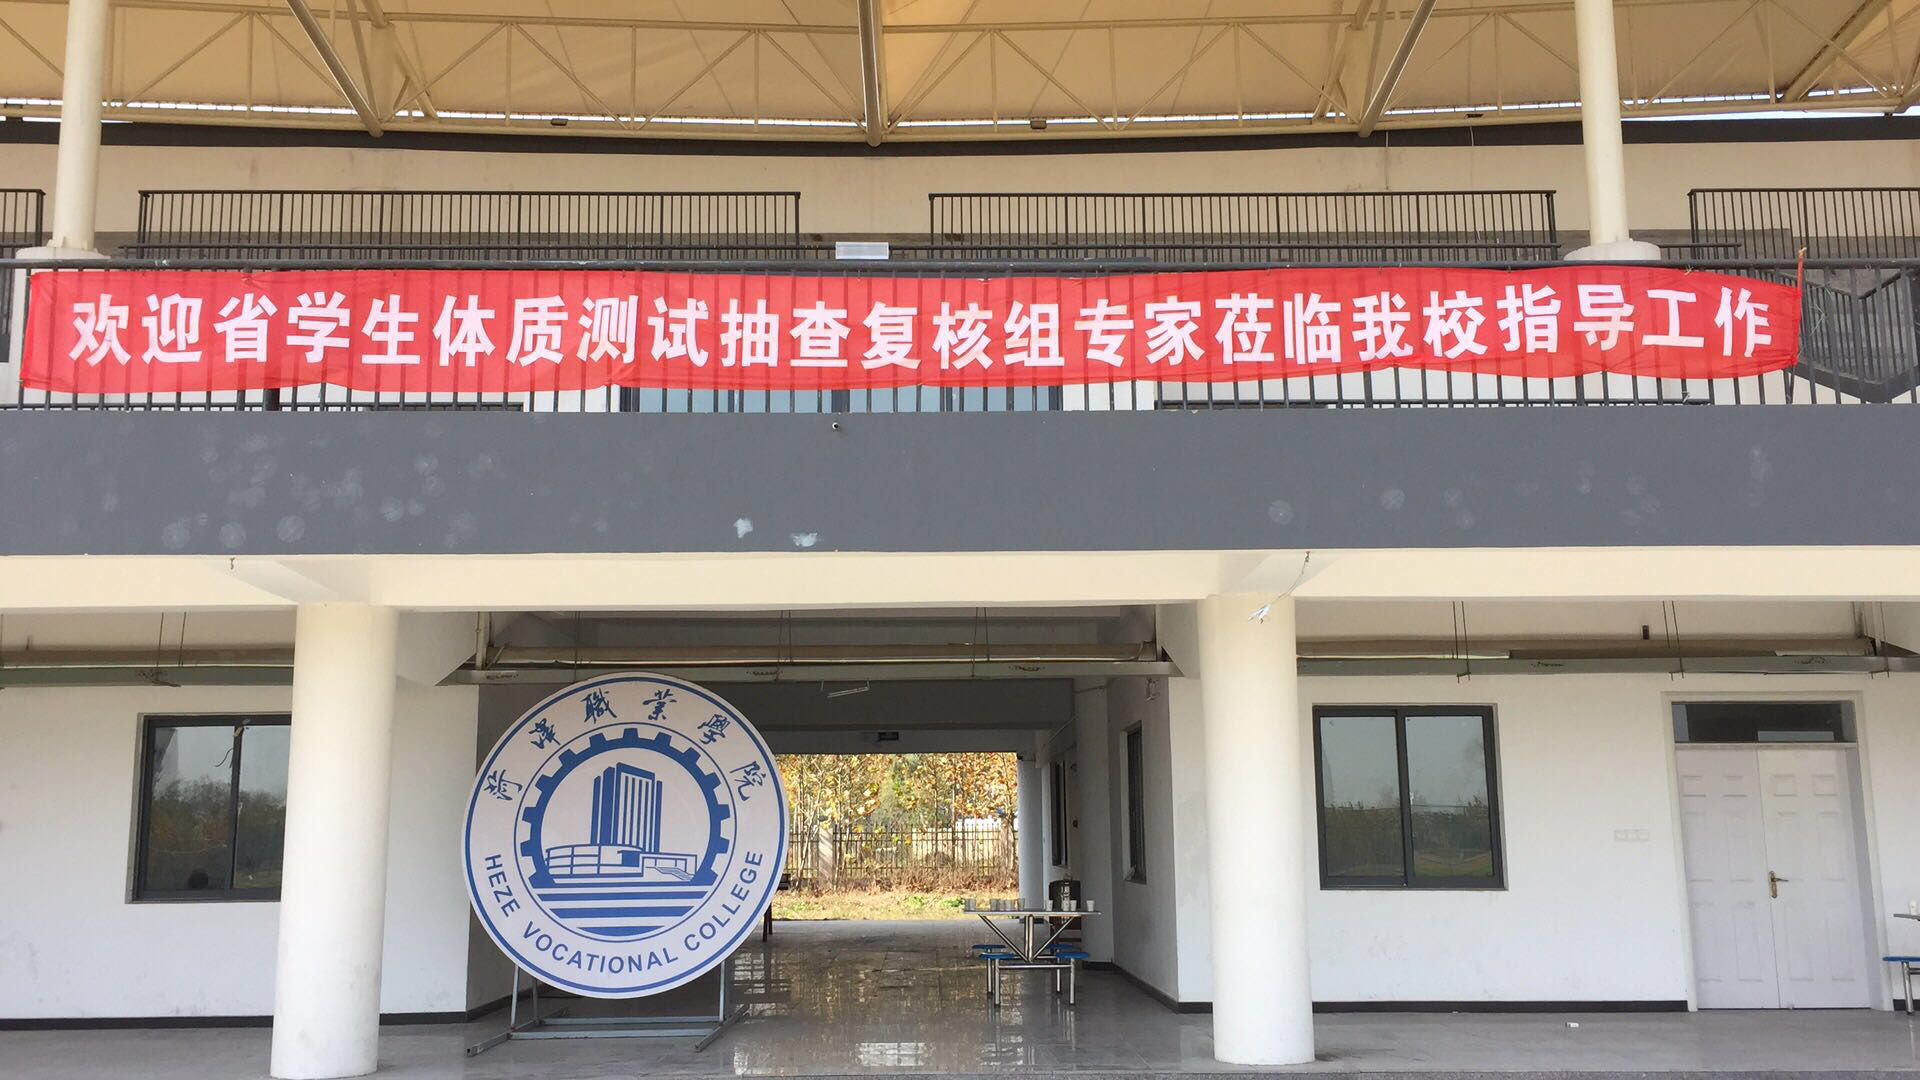 欢迎省学生体质测试抽查复核组专家莅临我校指导工作
菏澤職業學院
HEZE VOCATIONAL COLLEGE